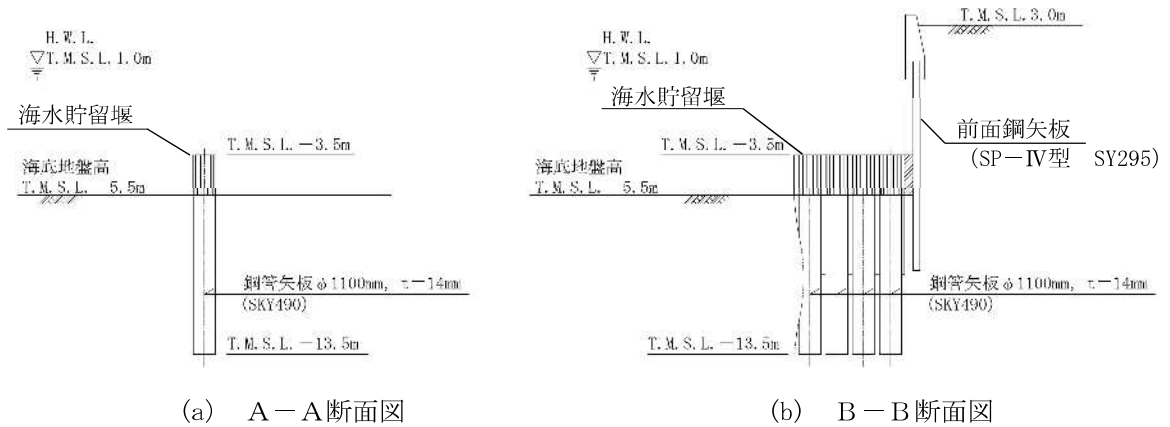 H.W.L.
T.M.S.L.1.0m
海水貯留堰
T.M.S.L.－3.5m
海底地盤高
T.M.S.L. 5.5m
鋼管矢板φ1100mm, t=14mm
(SKY490)
T.M.S.L.－13.5m
(a) A－A断面図
T.M.S.L.3.0m
H.W.L.
T.M.S.L.1.0m
海水貯留堰
前面鋼矢板
(SP－Ⅳ型 SY295)
T.M.S.L.－3.5m
海底地盤高
T.M.S.L. 5.5m
鋼管矢板φ1100mm, t=14mm
(SKY490)
T.M.S.L.－13.5m
(b) B－B断面図